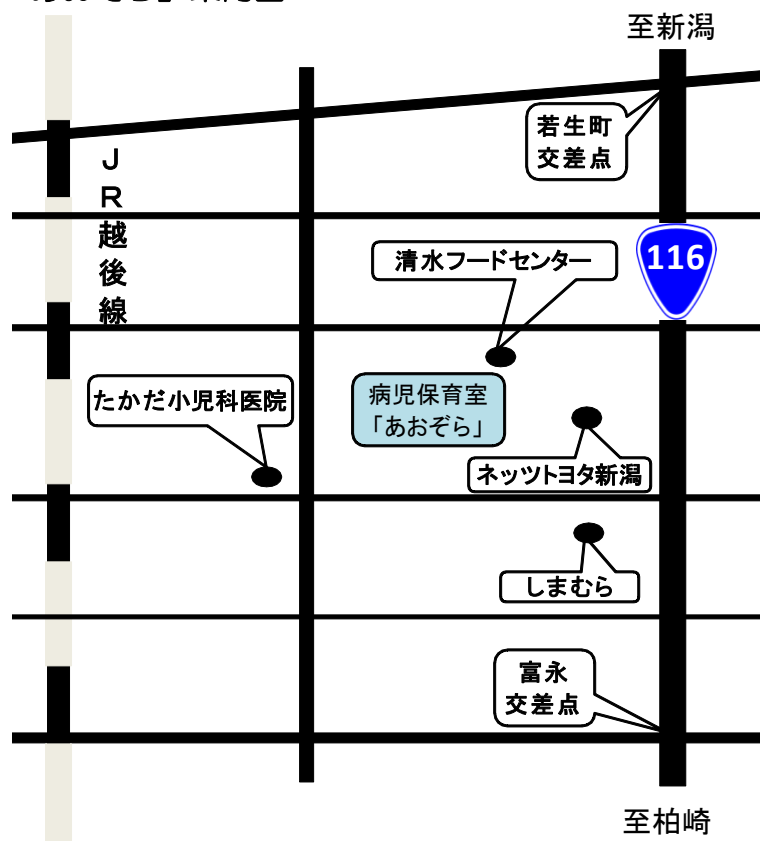 至新潟
若生町
交差点
JR越後線
116
清水フードセンター
たかだ小児科医院
病児保育室
「あおぞら」
ネッツトヨタ新潟
しまむら
富永
交差点
至柏崎